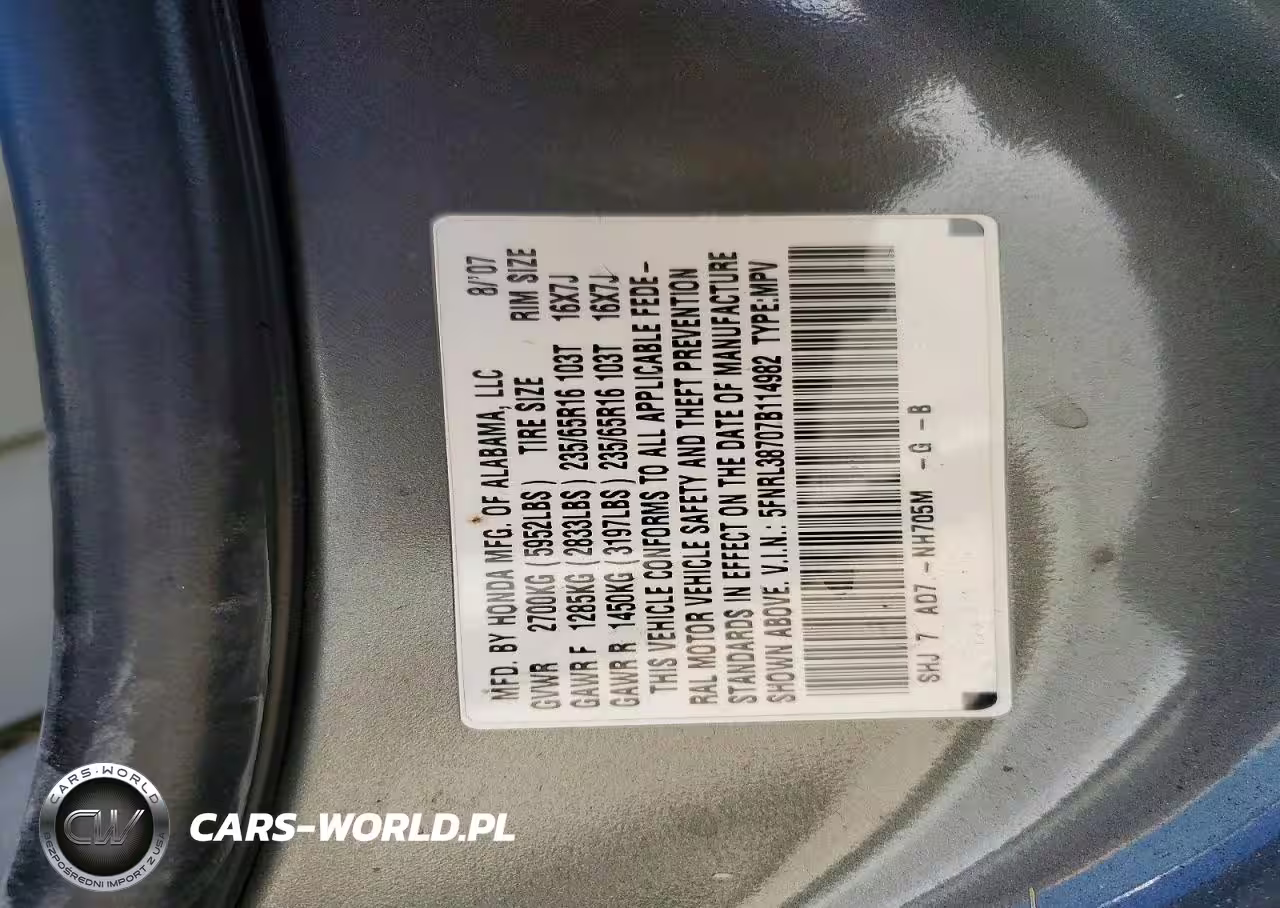 MFD. BY HONDA MFG. OF ALABAMA, LLC 8/'07
GVWR 2700KG (5952LBS) TIRE SIZE RIM SIZE
GAWR F 1285KG (2833LBS) 235/65R16 103T 16X7J
GAWR R 1450KG (3197LBS) 235/65R16 103T 16X7J
THIS VEHICLE CONFORMS TO ALL APPLICABLE FEDE-
RAL MOTOR VEHICLE SAFETY AND THEFT PREVENTION
STANDARDS IN EFFECT ON THE DATE OF MANUFACTURE
SHOWN ABOVE. V.I.N.: 5FNRL38707B114982 TYPE:MPV
SHJ 7 AD7.-NH705M -G -B
CARS-WORLD
CW
BEZPOŚREDNI IMPORT Z USA
CARS-WORLD.PL